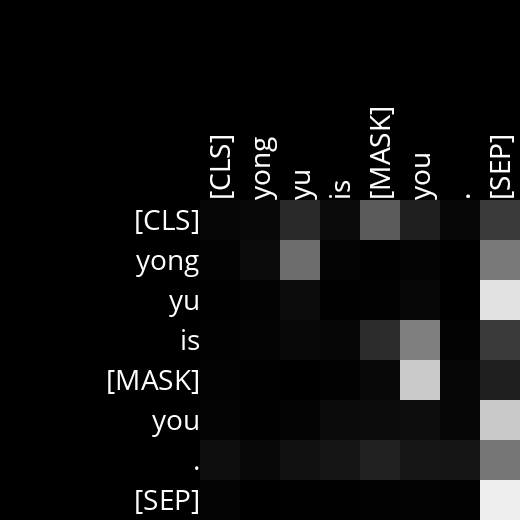 [CLS] yong yu is [MASK] you . [SEP]
[CLS]
yong
yu
is
[MASK]
you
.
[SEP]